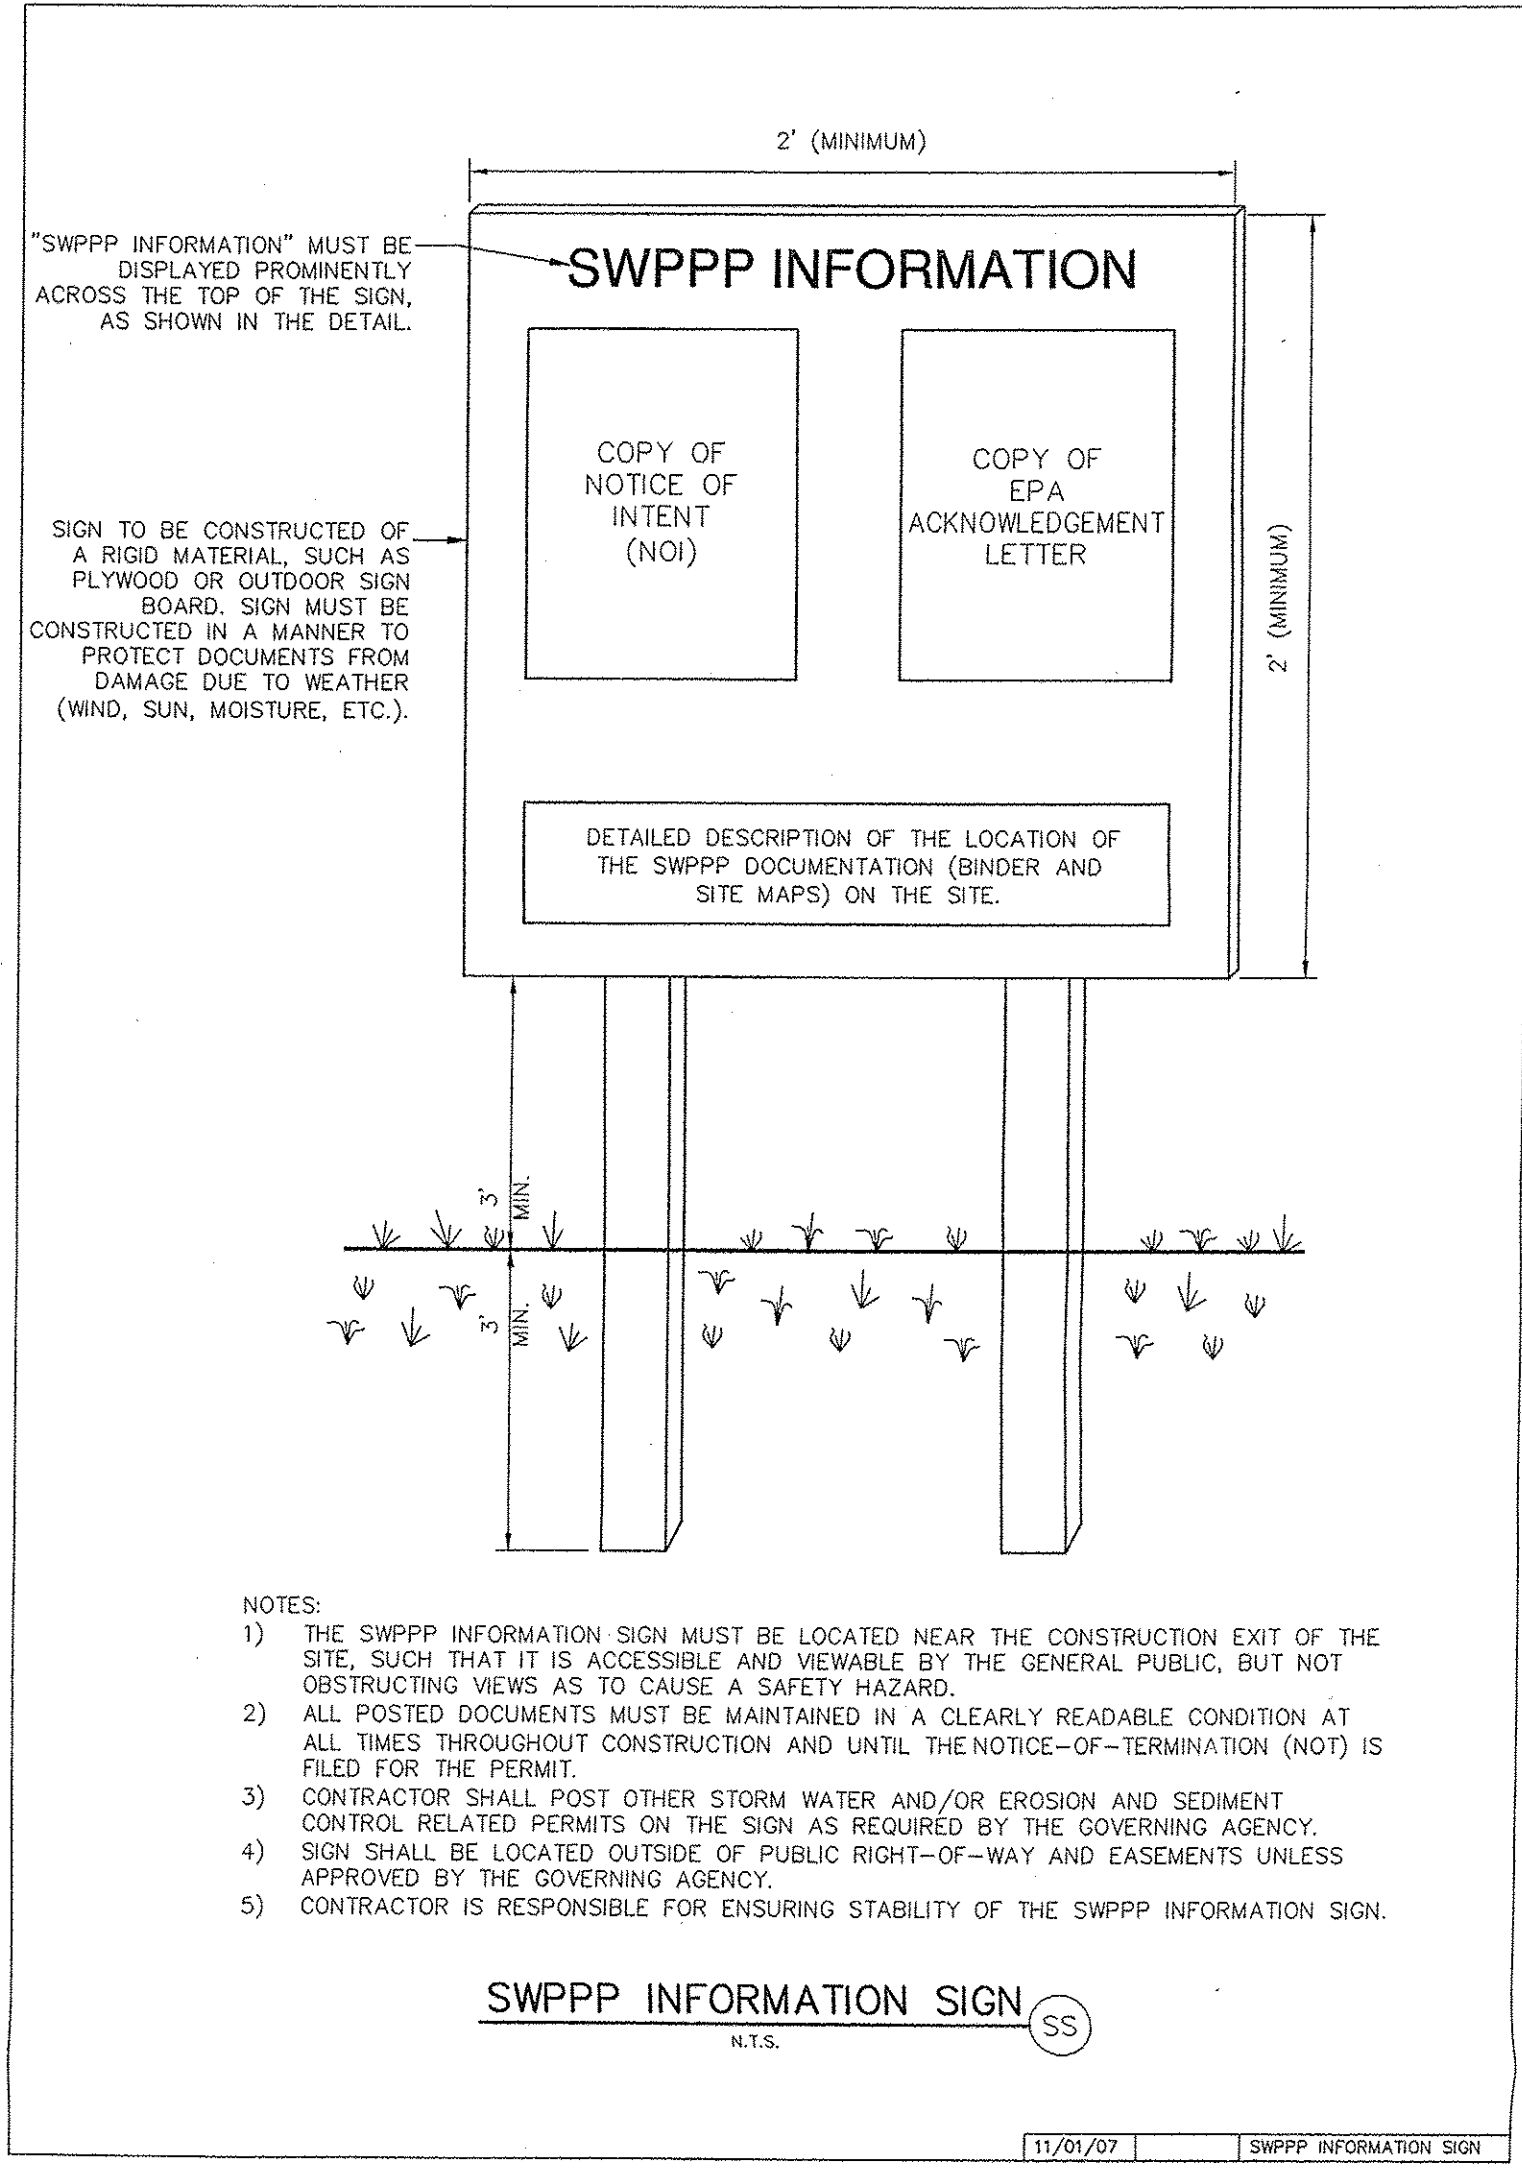 2' (MINIMUM)
"SWPPP INFORMATION" MUST BE
DISPLAYED PROMINENTLY
ACROSS THE TOP OF THE SIGN,
AS SHOWN IN THE DETAIL.
SWPPP INFORMATION
COPY OF
NOTICE OF
INTENT
(NOI)
COPY OF
EPA
ACKNOWLEDGEMENT
LETTER
2' (MINIMUM)
SIGN TO BE CONSTRUCTED OF
A RIGID MATERIAL, SUCH AS
PLYWOOD OR OUTDOOR SIGN
BOARD. SIGN MUST BE
CONSTRUCTED IN A MANNER TO
PROTECT DOCUMENTS FROM
DAMAGE DUE TO WEATHER
(WIND, SUN, MOISTURE, ETC.).
DETAILED DESCRIPTION OF THE LOCATION OF
THE SWPPP DOCUMENTATION (BINDER AND
SITE MAPS) ON THE SITE.
3'
MIN.
3'
MIN.
NOTES:
1) THE SWPPP INFORMATION SIGN MUST BE LOCATED NEAR THE CONSTRUCTION EXIT OF THE
SITE, SUCH THAT IT IS ACCESSIBLE AND VIEWABLE BY THE GENERAL PUBLIC, BUT NOT
OBSTRUCTING VIEWS AS TO CAUSE A SAFETY HAZARD.
2) ALL POSTED DOCUMENTS MUST BE MAINTAINED IN A CLEARLY READABLE CONDITION AT
ALL TIMES THROUGHOUT CONSTRUCTION AND UNTIL THE NOTICE-OF-TERMINATION (NOT) IS
FILED FOR THE PERMIT.
3) CONTRACTOR SHALL POST OTHER STORM WATER AND/OR EROSION AND SEDIMENT
CONTROL RELATED PERMITS ON THE SIGN AS REQUIRED BY THE GOVERNING AGENCY.
4) SIGN SHALL BE LOCATED OUTSIDE OF PUBLIC RIGHT-OF-WAY AND EASEMENTS UNLESS
APPROVED BY THE GOVERNING AGENCY.
5) CONTRACTOR IS RESPONSIBLE FOR ENSURING STABILITY OF THE SWPPP INFORMATION SIGN.
SWPPP INFORMATION SIGN
SS
N.T.S.
11/01/07
SWPPP INFORMATION SIGN